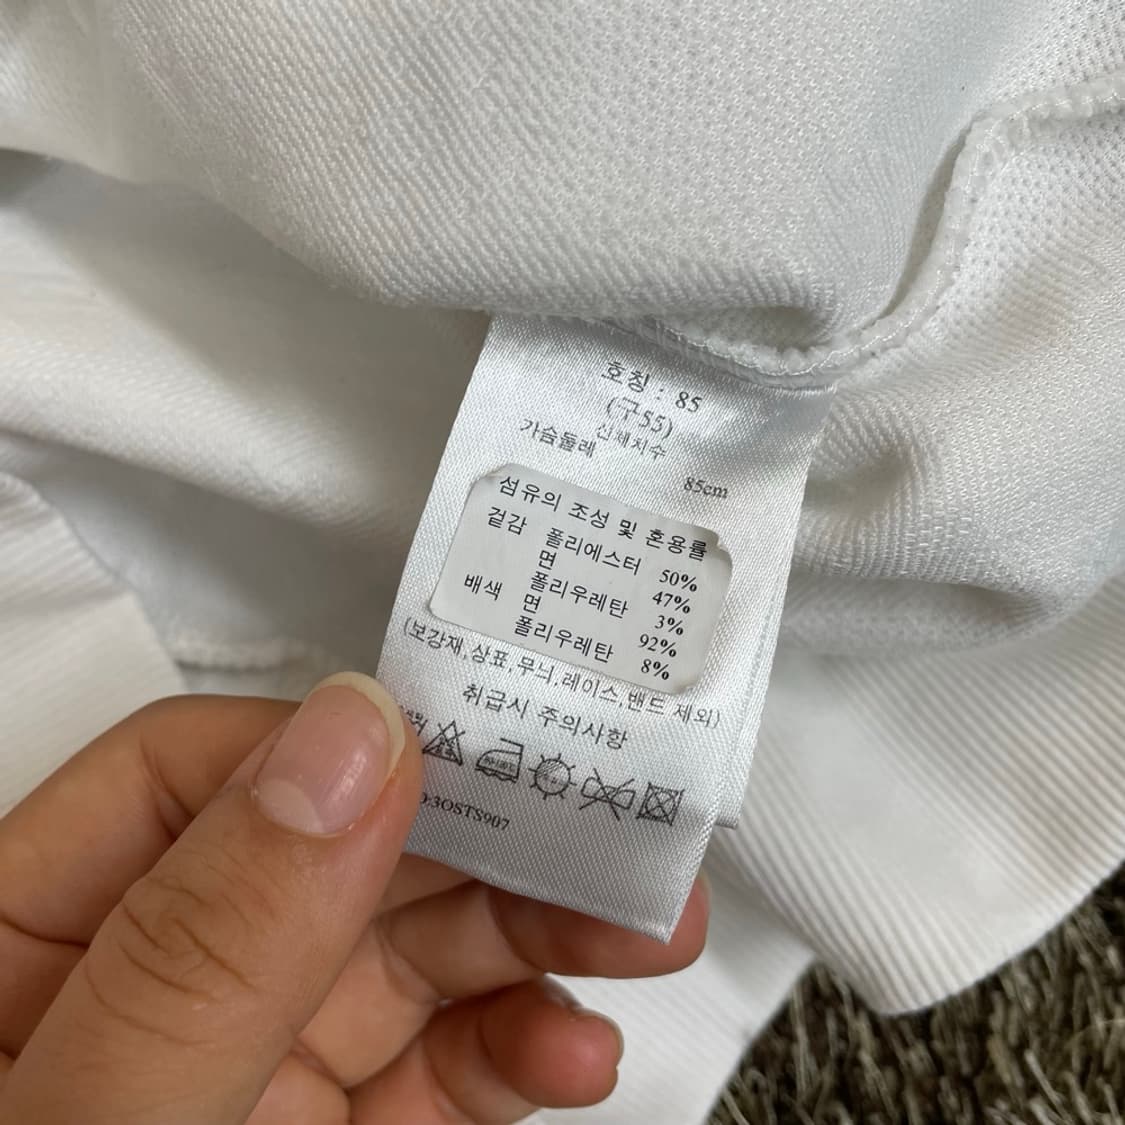 호칭 : 85
(구55)
신체치수
가슴둘레 85cm
섬유의 조성 및 혼용률
겉감 폴리에스터 50%
면 47%
폴리우레탄 3%
배색 면 92%
폴리우레탄 8%
(보강재,상표,무늬,레이스,밴드 제외)
취급시 주의사항
O:3OSTS907